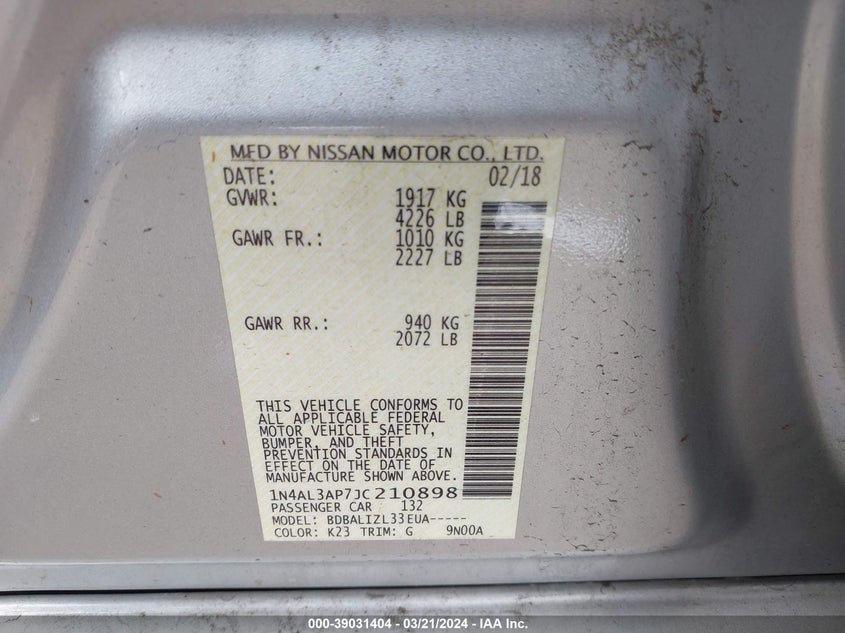 MFD BY NISSAN MOTOR CO., LTD.
DATE: 02/18
GVWR: 1917 KG
4226 LB
GAWR FR.: 1010 KG
2227 LB
GAWR RR.: 940 KG
2072 LB
THIS VEHICLE CONFORMS TO
ALL APPLICABLE FEDERAL
MOTOR VEHICLE SAFETY,
BUMPER, AND THEFT
PREVENTION STANDARDS IN
EFFECT ON THE DATE OF
MANUFACTURE SHOWN ABOVE.
1N4AL3AP7JC210898
PASSENGER CAR 132
MODEL: BDBALIZL33EUA-----
COLOR: K23 TRIM: G 9N00A
000-39031404 — 03/21/2024 — IAA Inc.